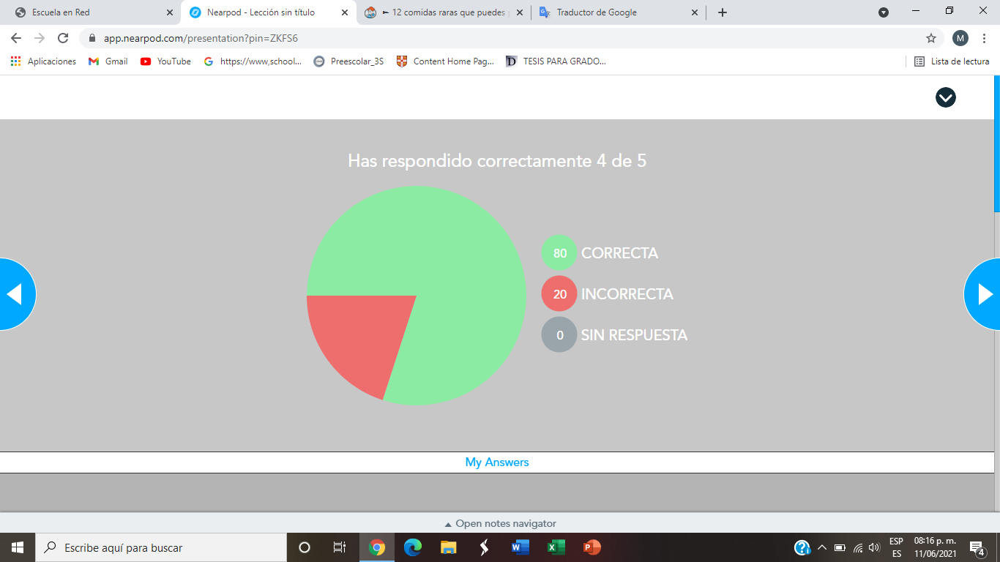 Escuela en Red
Nearpod - Lección sin título
12 comidas raras que puedes
Traductor de Google
app.nearpod.com/presentation?pin=ZKFS6
M
Aplicaciones
Gmail
YouTube
https://www,school...
Preescolar_3S
Content Home Pag...
TESIS PARA GRADO...
Lista de lectura
Has respondido correctamente 4 de 5
80 CORRECTA
20 INCORRECTA
0 SIN RESPUESTA
My Answers
Open notes navigator
Escribe aquí para buscar
ESP
ES
08:16 p. m.
11/06/2021
4